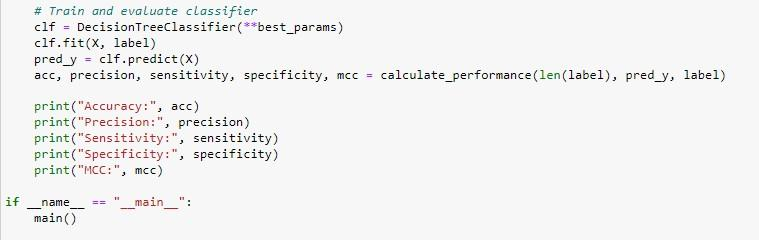 # Train and evaluate classifier
clf = DecisionTreeClassifier(**best_params)
clf.fit(X, label)
pred_y = clf.predict(X)
acc, precision, sensitivity, specificity, mcc = calculate_performance(len(label), pred_y, label)
print("Accuracy:", acc)
print("Precision:", precision)
print("Sensitivity:", sensitivity)
print("Specificity:", specificity)
print("MCC:", mcc)
if __name__ == "__main__":
main()